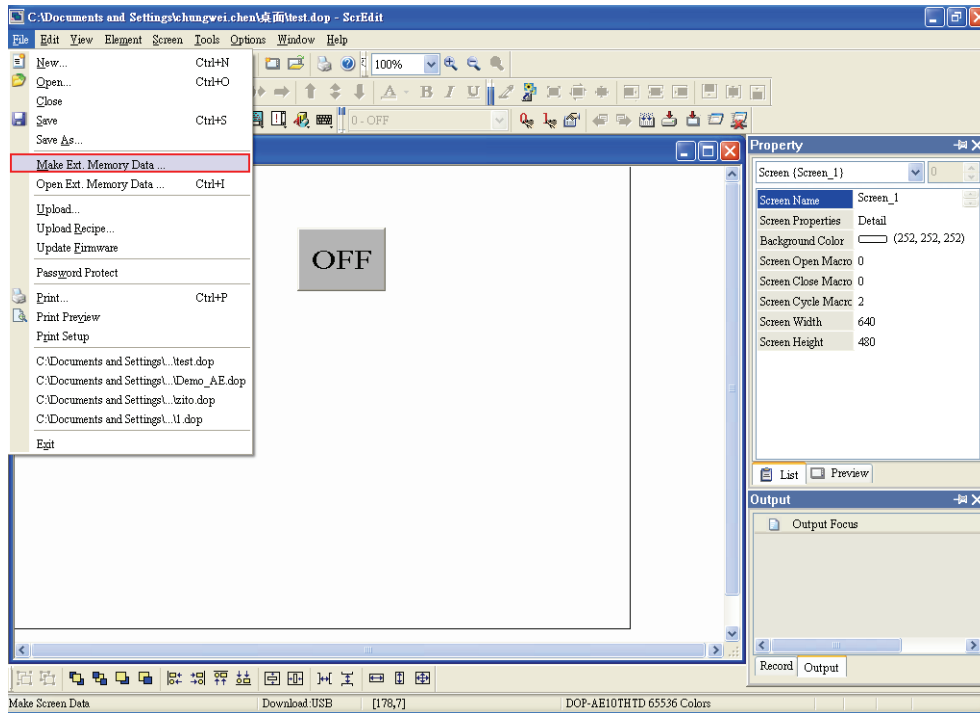 C:\Documents and Settings\chungwei.chen\桌面\test.dop - ScrEdit
File Edit View Element Screen Tools Options Window Help
New... Ctrl+N
Open... Ctrl+O
Close
Save Ctrl+S
Save As...
Make Ext. Memory Data ...
Open Ext. Memory Data ... Ctrl+I
Upload...
Upload Recipe...
Update Firmware
Password Protect
Print... Ctrl+P
Print Preview
Print Setup
C:\Documents and Settings\...\test.dop
C:\Documents and Settings\...\Demo_AE.dop
C:\Documents and Settings\...\zito.dop
C:\Documents and Settings\...\1.dop
Exit
100%
A B I U
0 - OFF
OFF
Property
Screen {Screen_1} 0
Screen Name Screen_1
Screen Properties Detail
Background Color (252, 252, 252)
Screen Open Macro 0
Screen Close Macro 0
Screen Cycle Macro 2
Screen Width 640
Screen Height 480
List Preview
Output
Output Focus
Record Output
Make Screen Data Download:USB [178,7] DOP-AE10THTD 65536 Colors